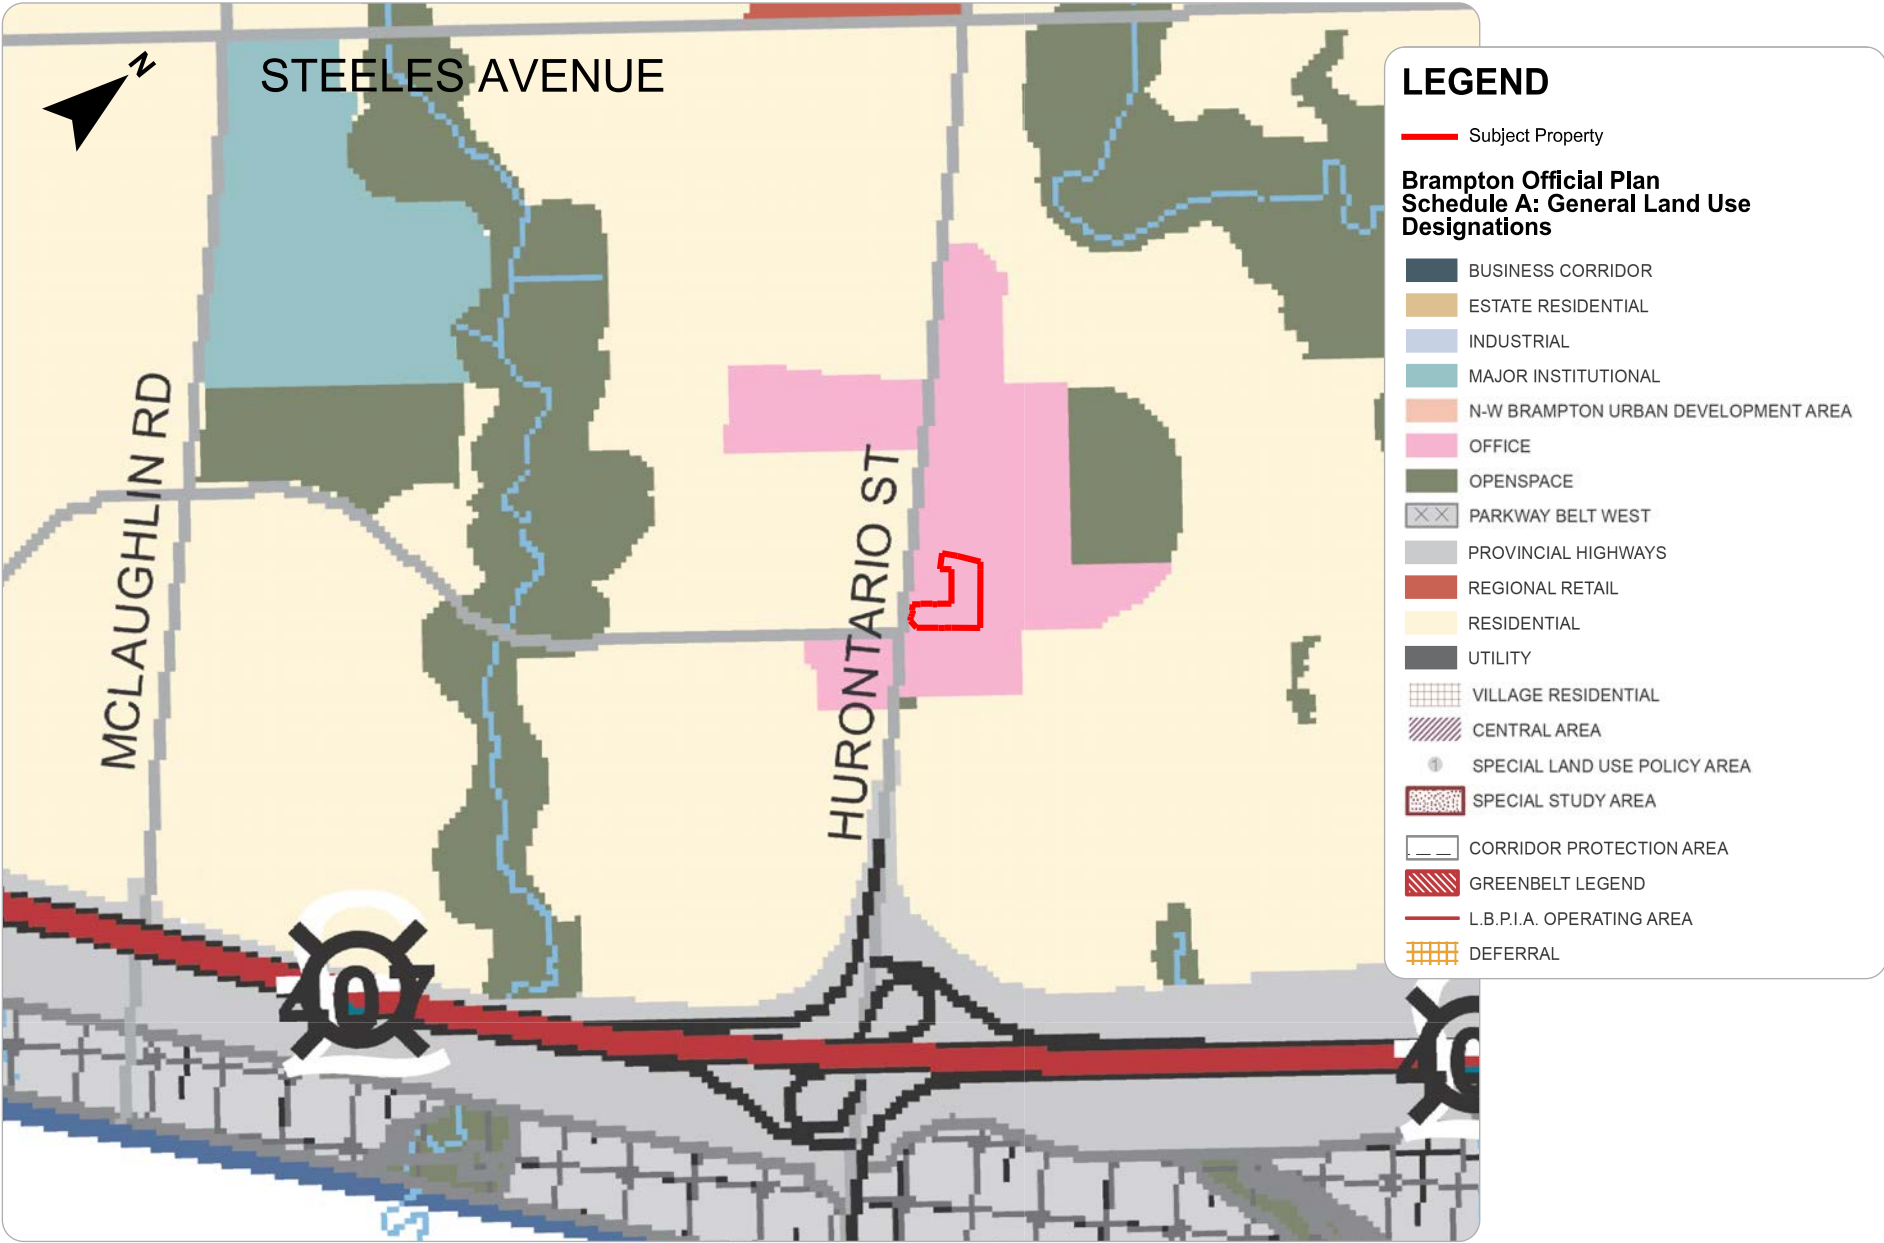 N
STEELES AVENUE
MCLAUGHLIN RD
HURONTARIO ST
407
40
LEGEND
Subject Property
Brampton Official Plan
Schedule A: General Land Use
Designations
BUSINESS CORRIDOR
ESTATE RESIDENTIAL
INDUSTRIAL
MAJOR INSTITUTIONAL
N-W BRAMPTON URBAN DEVELOPMENT AREA
OFFICE
OPENSPACE
PARKWAY BELT WEST
PROVINCIAL HIGHWAYS
REGIONAL RETAIL
RESIDENTIAL
UTILITY
VILLAGE RESIDENTIAL
CENTRAL AREA
1 SPECIAL LAND USE POLICY AREA
SPECIAL STUDY AREA
CORRIDOR PROTECTION AREA
GREENBELT LEGEND
L.B.P.I.A. OPERATING AREA
DEFERRAL